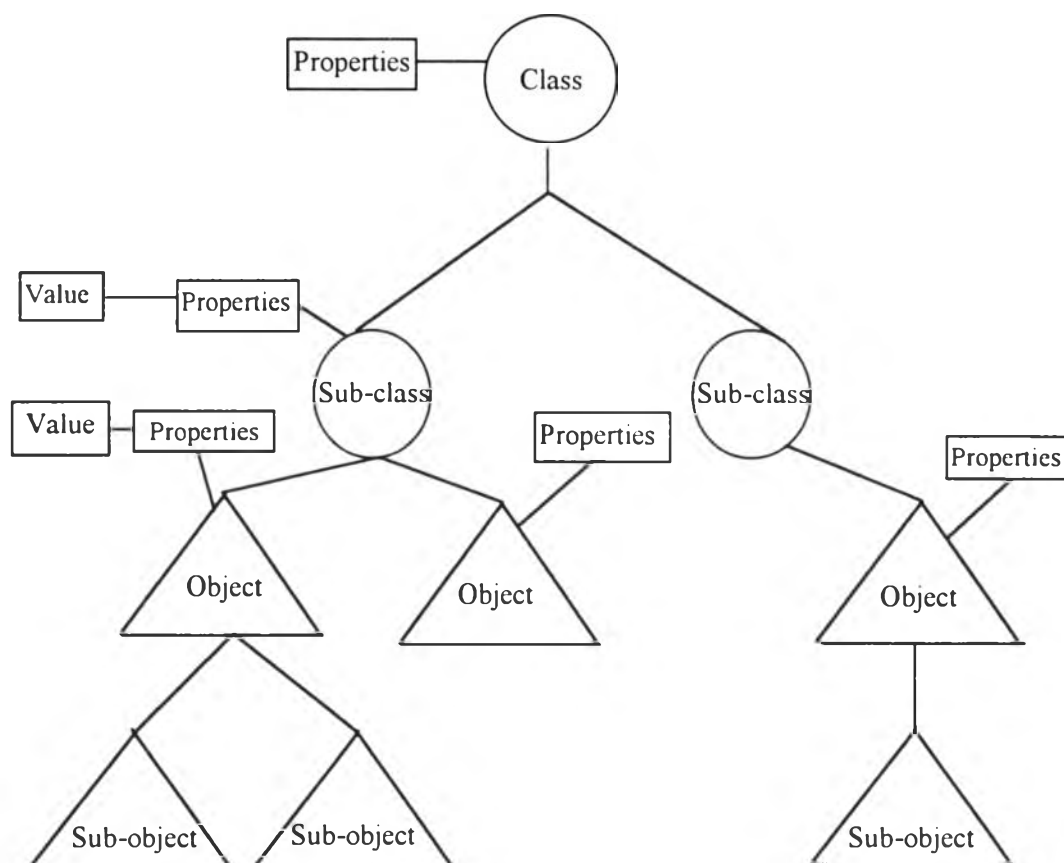 Properties
Class
Value
Properties
Sub-class
Sub-class
Value
Properties
Properties
Properties
Object
Object
Object
Sub-object
Sub-object
Sub-object